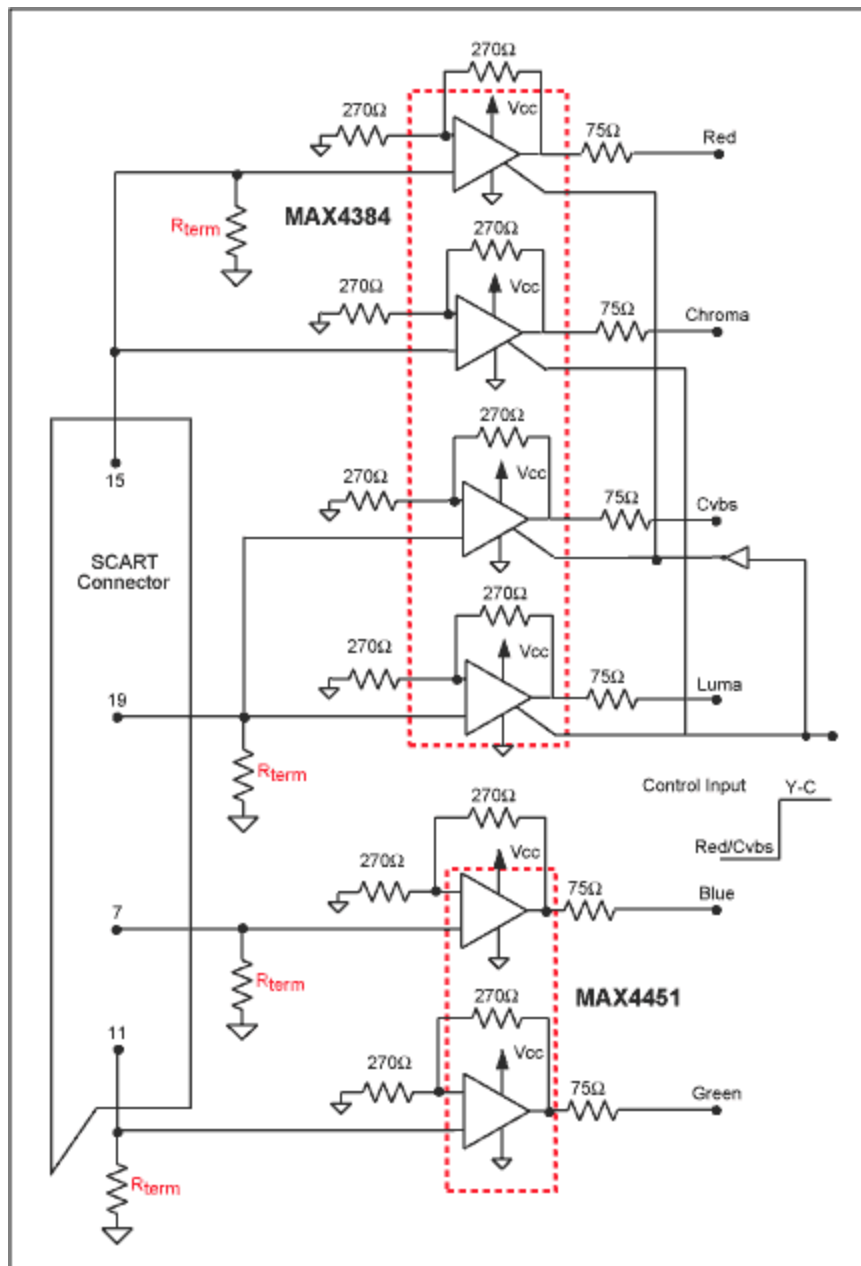 270Ω
270Ω
Vcc
75Ω
Red
Rterm
MAX4384
270Ω
270Ω
Vcc
75Ω
Chroma
270Ω
270Ω
Vcc
75Ω
Cvbs
15
SCART
Connector
270Ω
270Ω
Vcc
75Ω
Luma
19
Rterm
Control Input
Y-C
Red/Cvbs
270Ω
270Ω
Vcc
75Ω
Blue
7
Rterm
MAX4451
11
270Ω
270Ω
Vcc
75Ω
Green
Rterm